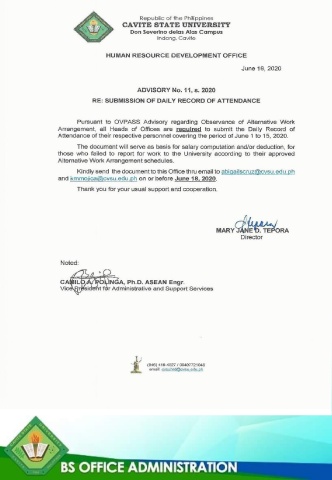 Republic of the Philippines
CAVITE STATE UNIVERSITY
Don Severino delas Alas Campus
Indang, Cavite
HUMAN RESOURCE DEVELOPMENT OFFICE
June 16, 2020
ADVISORY No. 11, s. 2020
RE: SUBMISSION OF DAILY RECORD OF ATTENDANCE
Pursuant to OVPASS Advisory regarding Observance of Alternative Work
Arrangement, all Heads of Offices are required to submit the Daily Record of
Attendance of their respective personnel covering the period of June 1 to 15, 2020.
The document will serve as basis for salary computation and/or deduction, for
those who failed to report for work to the University according to their approved
Alternative Work Arrangement schedules.
Kindly send the document to this Office thru email to abigailscruz@cvsu.edu.ph
and kmmojica@cvsu.edu.ph on or before June 18, 2020.
Thank you for your usual support and cooperation.
MARY JANE D. TEPORA
Director
Noted:
CAMILO A. POLINGA, Ph.D. ASEAN Engr.
Vice President for Administrative and Support Services
BS OFFICE ADMINISTRATION